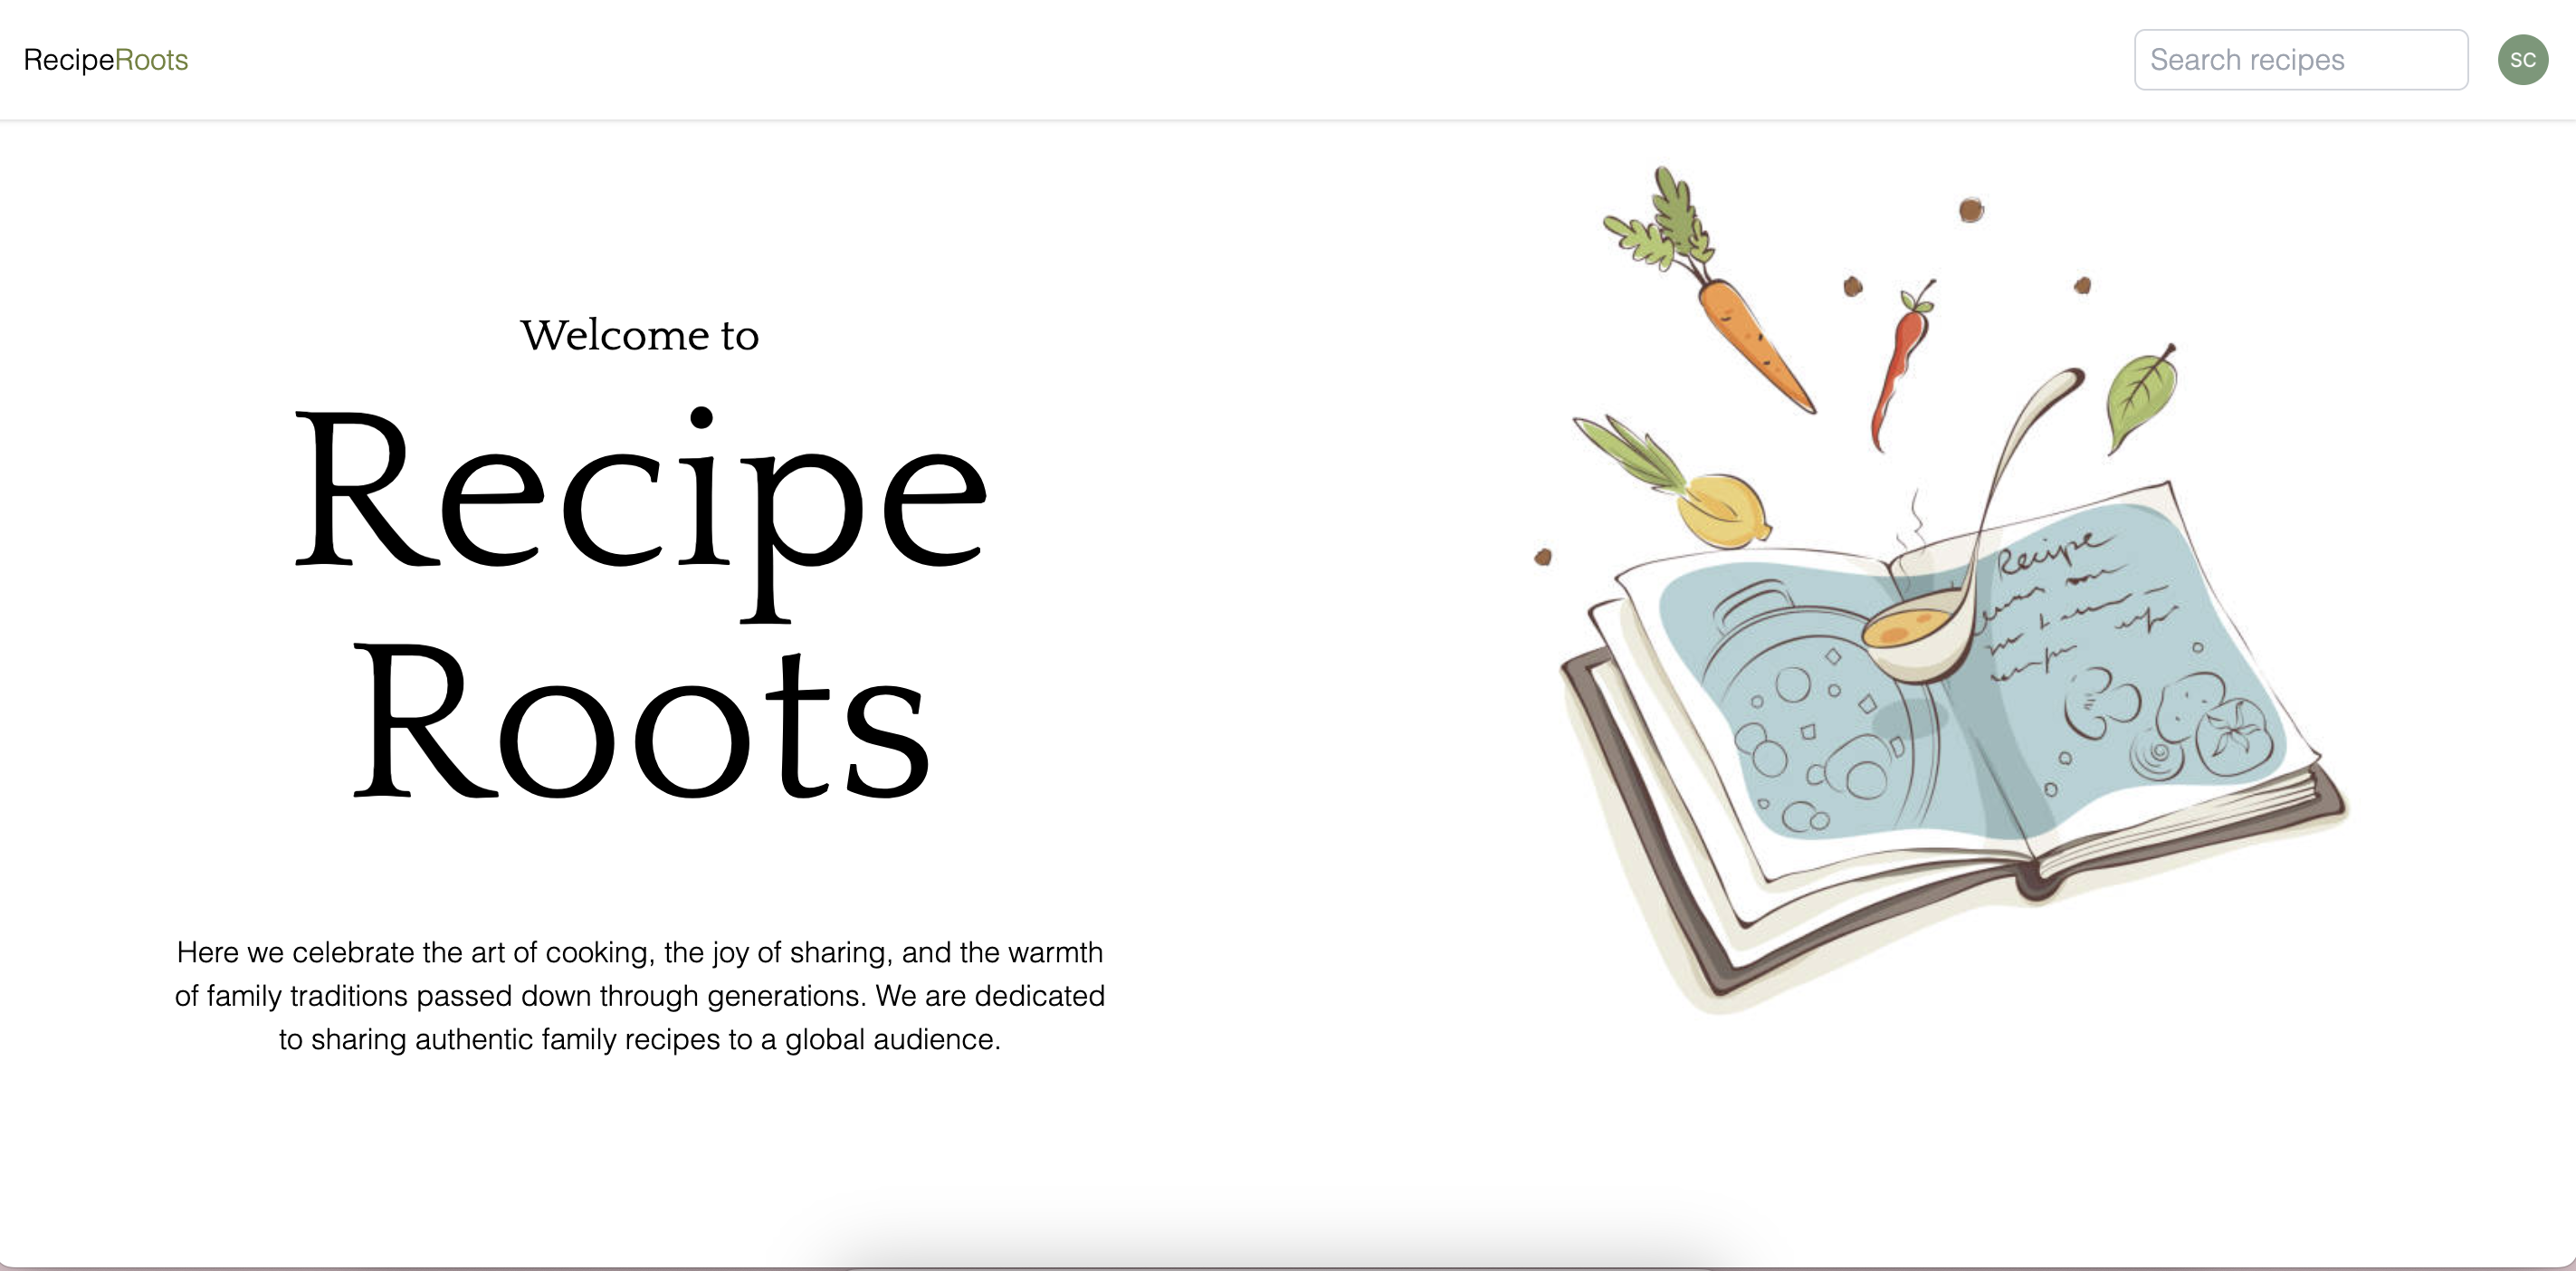 RecipeRoots
Search recipes
SC
Welcome to
Recipe
Roots
Recipe
Here we celebrate the art of cooking, the joy of sharing, and the warmth
of family traditions passed down through generations. We are dedicated
to sharing authentic family recipes to a global audience.